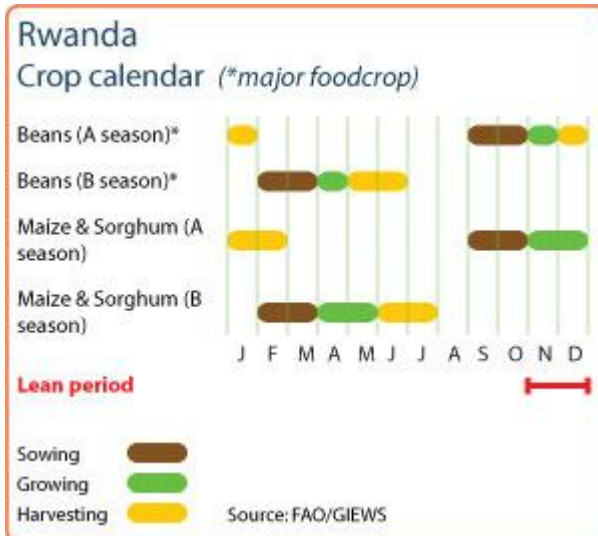 Rwanda
Crop calendar (*major foodcrop)
Beans (A season)*
Beans (B season)*
Maize & Sorghum (A
season)
Maize & Sorghum (B
season)
J F M A M J J A S O N D
Lean period
Sowing
Growing
Harvesting
Source: FAO/GIEWS